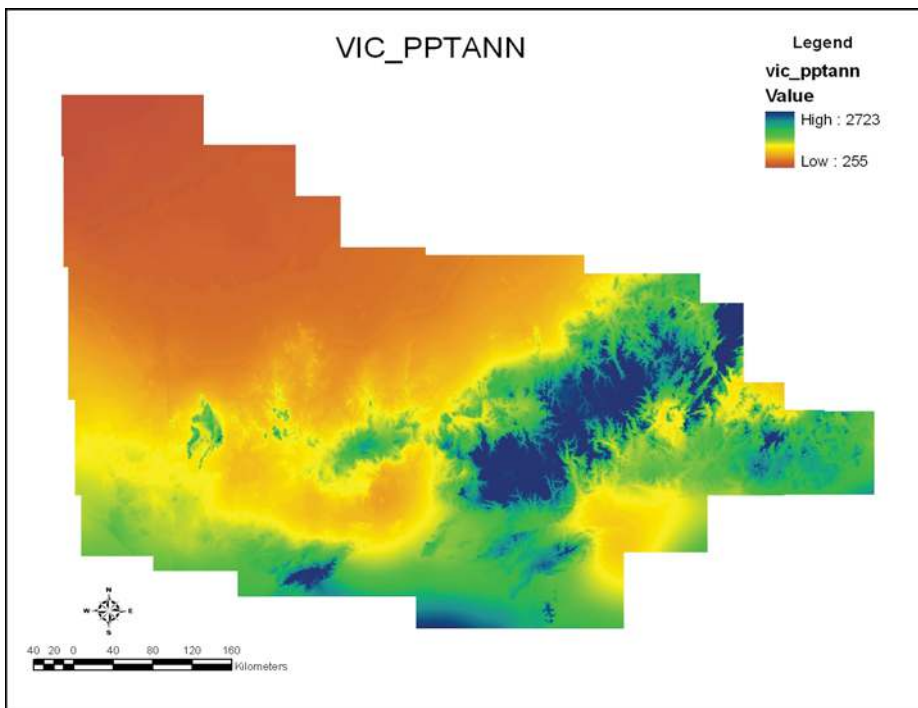 VIC_PPTANN
Legend
vic_pptann
Value
High : 2723
Low : 255
N
W E
S
40 20 0 40 80 120 160
Kilometers